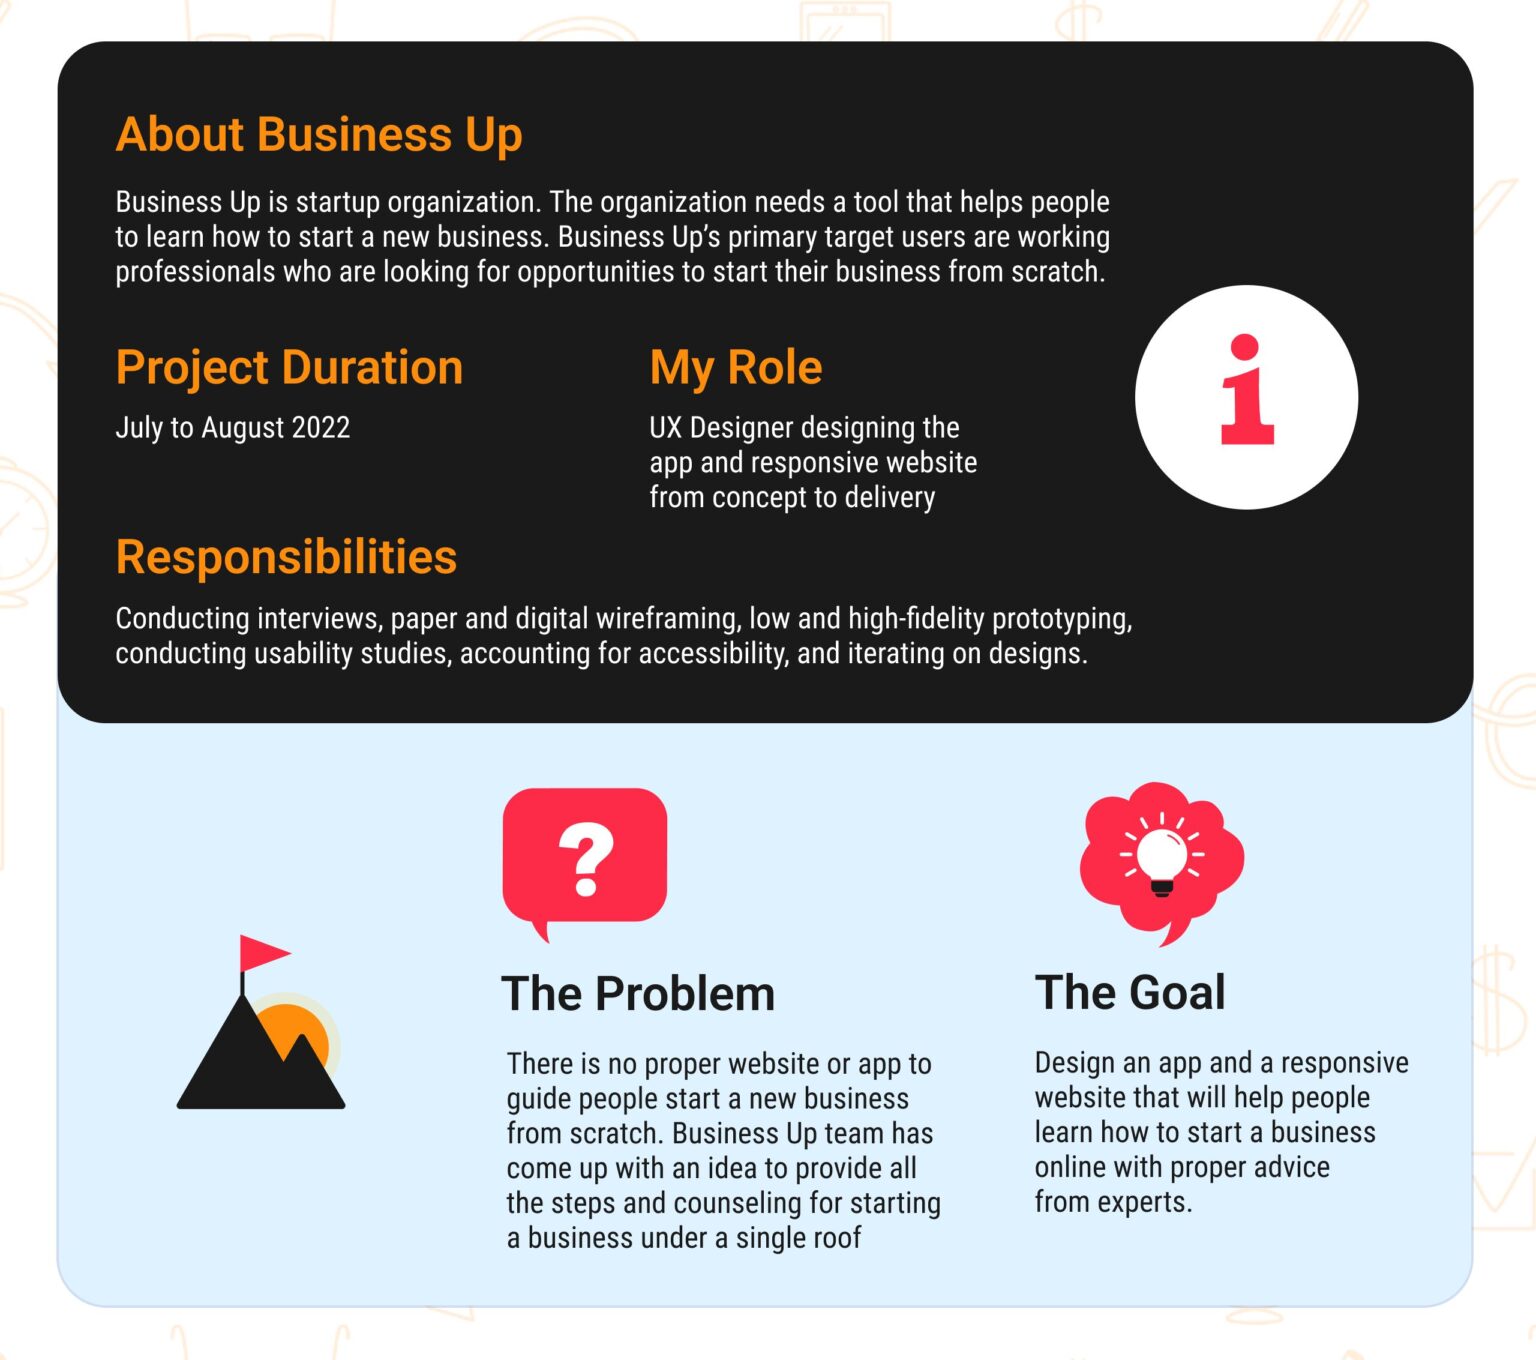 About Business Up
Business Up is startup organization. The organization needs a tool that helps people
to learn how to start a new business. Business Up’s primary target users are working
professionals who are looking for opportunities to start their business from scratch.
Project Duration
July to August 2022
My Role
UX Designer designing the
app and responsive website
from concept to delivery
i
Responsibilities
Conducting interviews, paper and digital wireframing, low and high-fidelity prototyping,
conducting usability studies, accounting for accessibility, and iterating on designs.
?
The Problem
There is no proper website or app to
guide people start a new business
from scratch. Business Up team has
come up with an idea to provide all
the steps and counseling for starting
a business under a single roof
The Goal
Design an app and a responsive
website that will help people
learn how to start a business
online with proper advice
from experts.